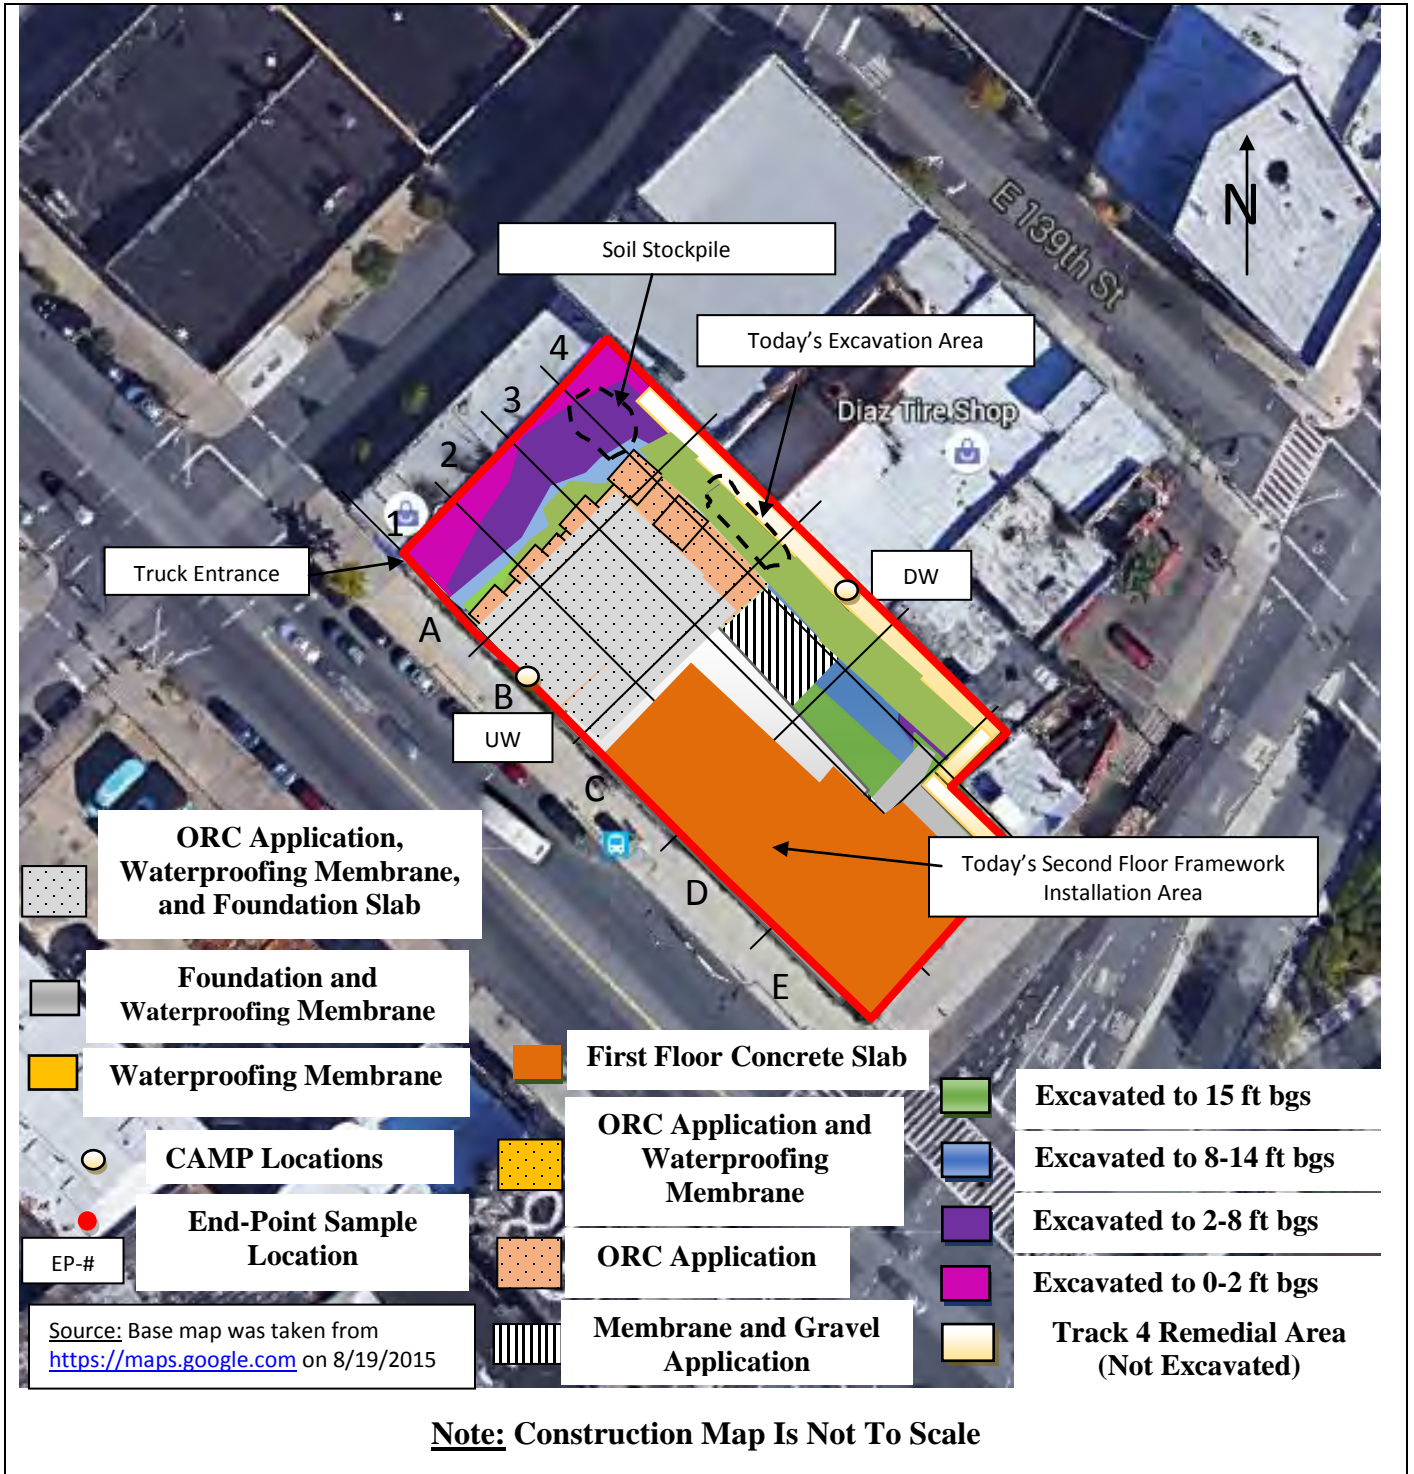 E 139th St
N
Soil Stockpile
Today's Excavation Area
Diaz Tire Shop
4
3
2
1
Truck Entrance
DW
A
B
UW
C
D
E
Today's Second Floor Framework
Installation Area
ORC Application,
Waterproofing Membrane,
and Foundation Slab
Foundation and
Waterproofing Membrane
Waterproofing Membrane
CAMP Locations
End-Point Sample
Location
EP-#
Source: Base map was taken from
https://maps.google.com on 8/19/2015
First Floor Concrete Slab
ORC Application and
Waterproofing
Membrane
ORC Application
Membrane and Gravel
Application
Excavated to 15 ft bgs
Excavated to 8-14 ft bgs
Excavated to 2-8 ft bgs
Excavated to 0-2 ft bgs
Track 4 Remedial Area
(Not Excavated)
Note: Construction Map Is Not To Scale